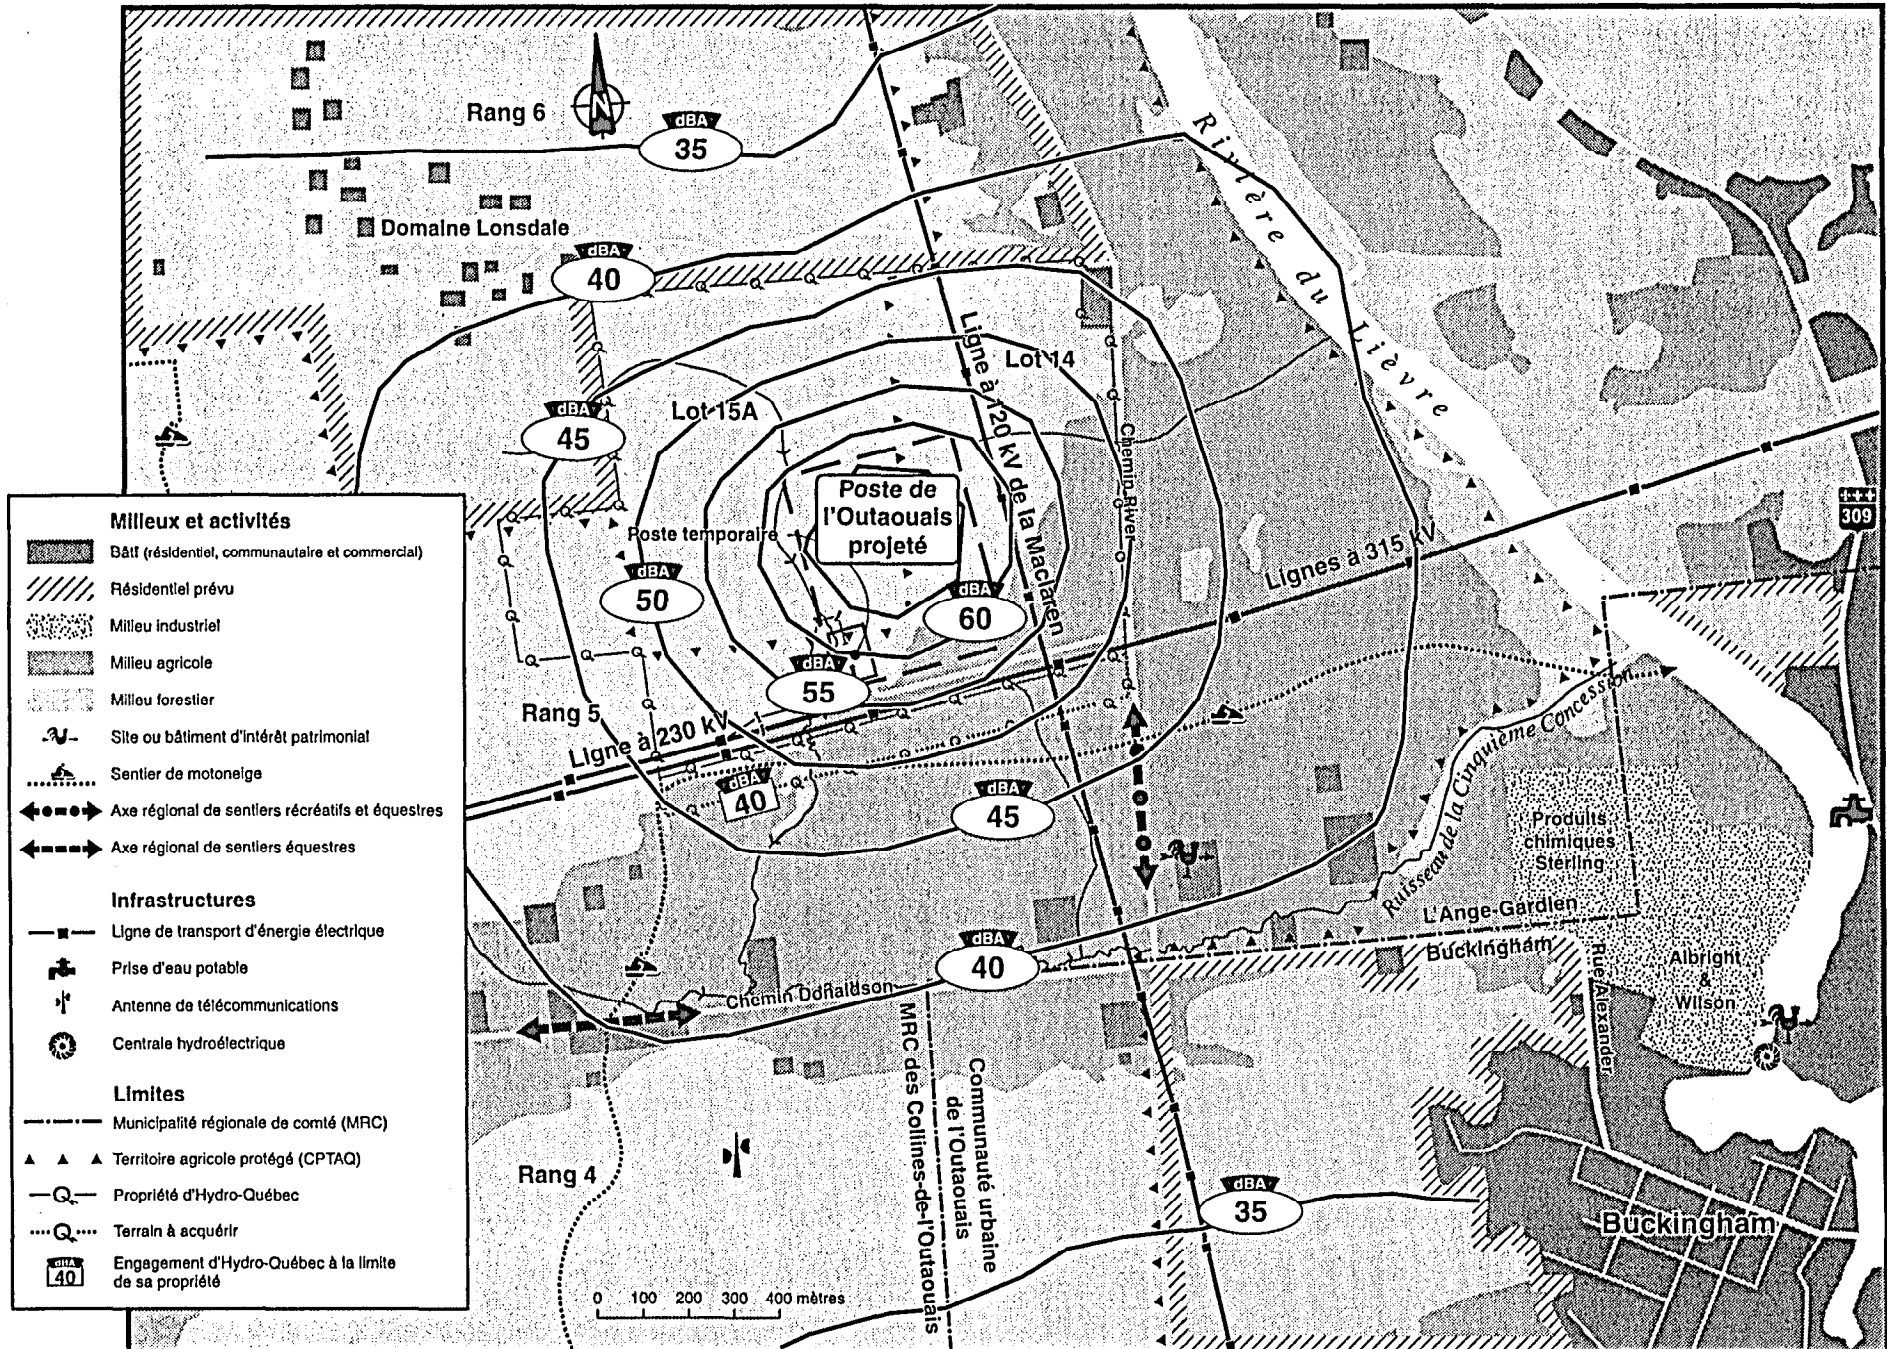 Rang 6
N
dBA
35
Domaine Lonsdale
dBA
40
Rivière du Lièvre
Ligne à 120 kV de la Maclaren
Lot 14
Lot 15A
dBA
45
Chemin River
Poste de
l'Outaouais
projeté
Poste temporaire
309
Lignes à 315 kV
dBA
50
dBA
60
dBA
55
Rang 5
Ligne à 230 kV
dBA
40
dBA
45
Ruisseau de la Cinquième Concession
Produits
chimiques
Sterling
L'Ange-Gardien
Buckingham
dBA
40
Chemin Donaldson
Rue Alexander
Albright
&
Wilson
MRC des Collines-de-l'Outaouais
Communauté urbaine
de l'Outaouais
Rang 4
dBA
35
Buckingham
0 100 200 300 400 mètres
Milieux et activités
Bâti (résidentiel, communautaire et commercial)
Résidentiel prévu
Milieu industriel
Milieu agricole
Milieu forestier
Site ou bâtiment d'intérêt patrimonial
Sentier de motoneige
Axe régional de sentiers récréatifs et équestres
Axe régional de sentiers équestres
Infrastructures
Ligne de transport d'énergie électrique
Prise d'eau potable
Antenne de télécommunications
Centrale hydroélectrique
Limites
Municipalité régionale de comté (MRC)
Territoire agricole protégé (CPTAQ)
Propriété d'Hydro-Québec
Terrain à acquérir
dBA
40
Engagement d'Hydro-Québec à la limite
de sa propriété